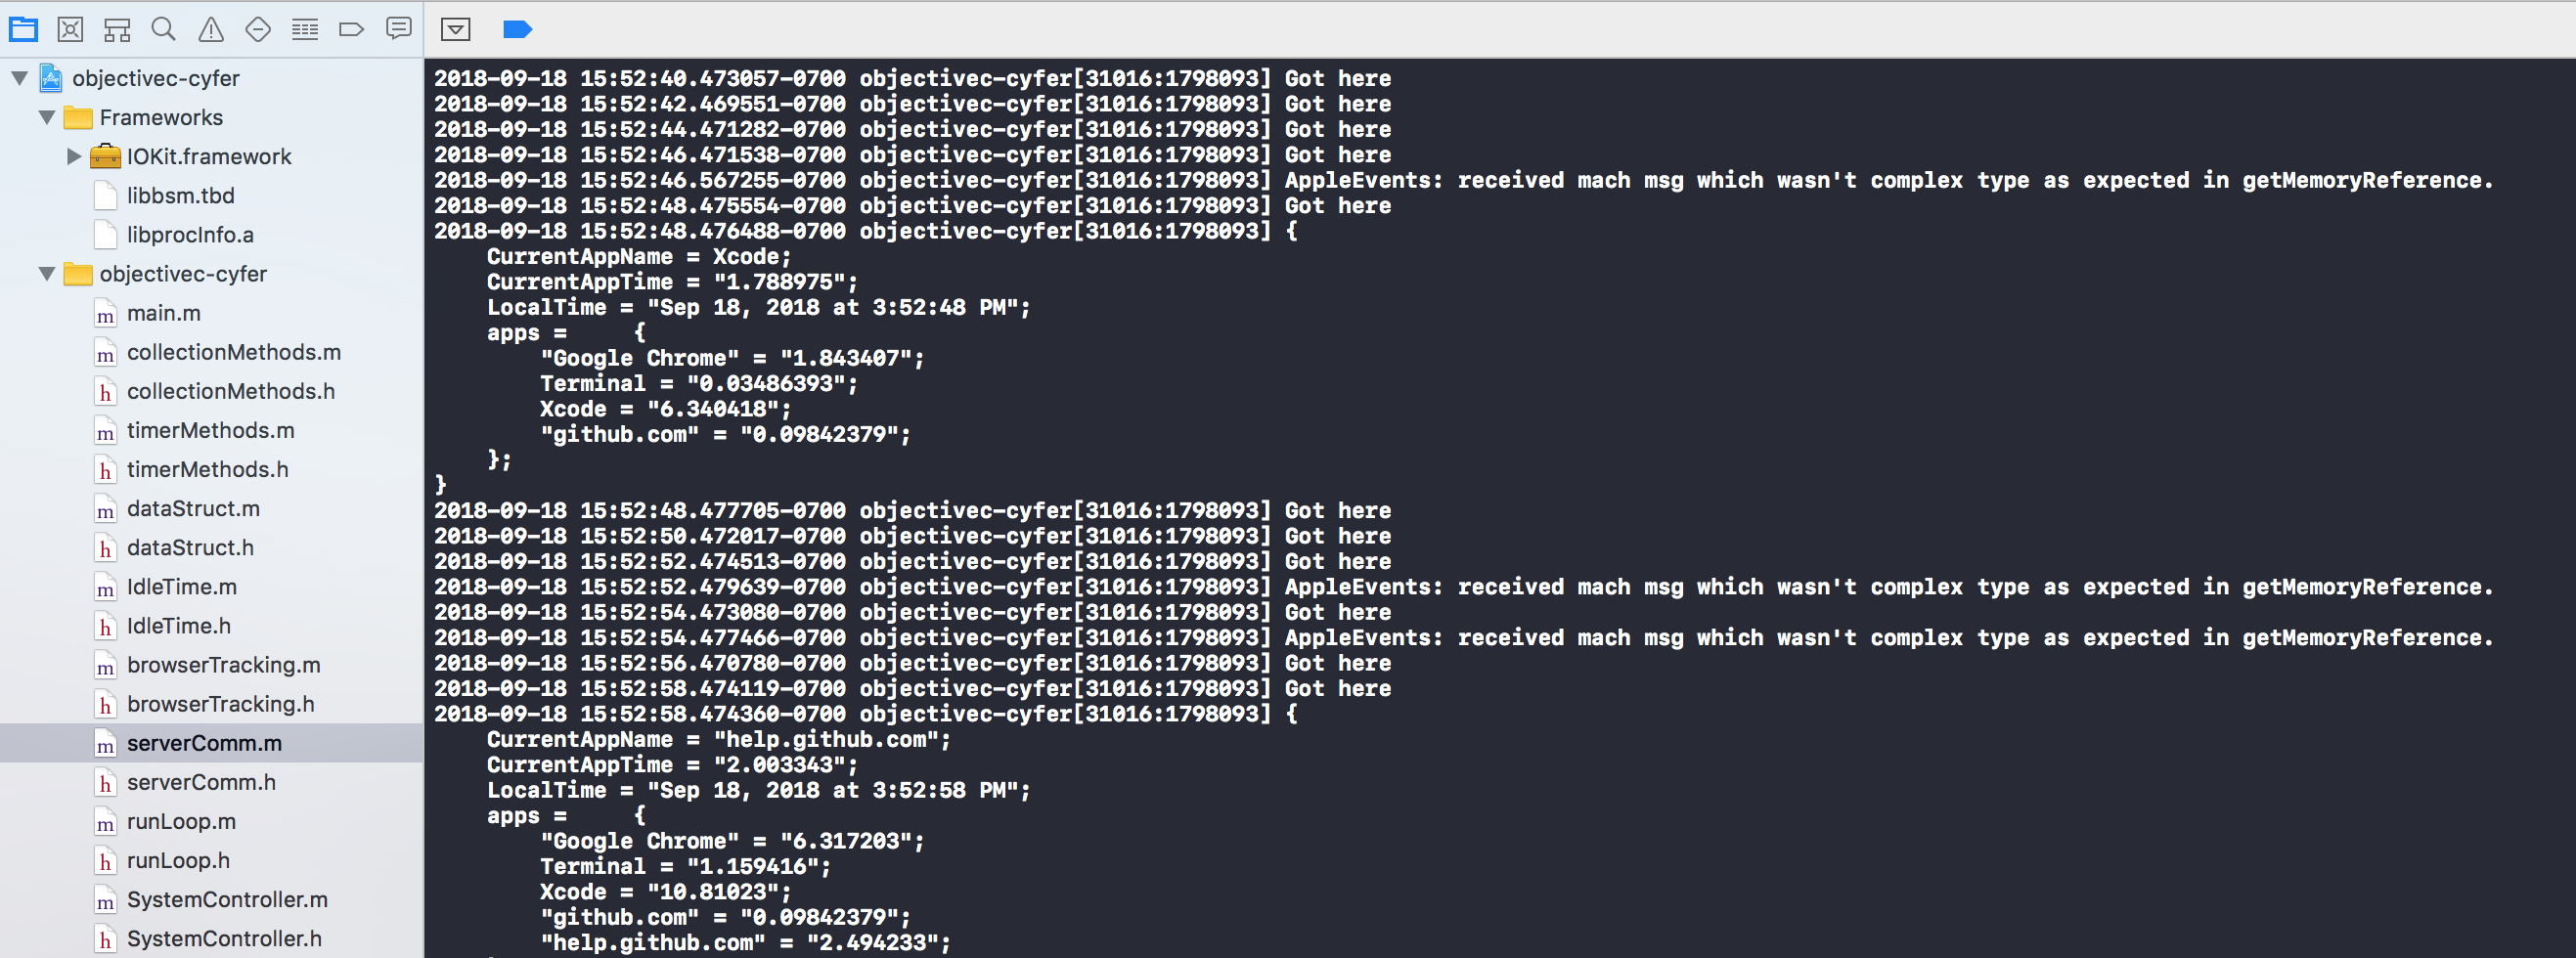 objectivec-cyfer
Frameworks
IOKit.framework
libbsm.tbd
libprocInfo.a
objectivec-cyfer
m main.m
m collectionMethods.m
h collectionMethods.h
m timerMethods.m
h timerMethods.h
m dataStruct.m
h dataStruct.h
m IdleTime.m
h IdleTime.h
m browserTracking.m
h browserTracking.h
m serverComm.m
h serverComm.h
m runLoop.m
h runLoop.h
m SystemController.m
h SystemController.h
2018-09-18 15:52:40.473057-0700 objectivec-cyfer[31016:1798093] Got here
2018-09-18 15:52:42.469551-0700 objectivec-cyfer[31016:1798093] Got here
2018-09-18 15:52:44.471282-0700 objectivec-cyfer[31016:1798093] Got here
2018-09-18 15:52:46.471538-0700 objectivec-cyfer[31016:1798093] Got here
2018-09-18 15:52:46.567255-0700 objectivec-cyfer[31016:1798093] AppleEvents: received mach msg which wasn't complex type as expected in getMemoryReference.
2018-09-18 15:52:48.475554-0700 objectivec-cyfer[31016:1798093] Got here
2018-09-18 15:52:48.476488-0700 objectivec-cyfer[31016:1798093] {
    CurrentAppName = Xcode;
    CurrentAppTime = "1.788975";
    LocalTime = "Sep 18, 2018 at 3:52:48 PM";
    apps =     {
        "Google Chrome" = "1.843407";
        Terminal = "0.03486393";
        Xcode = "6.340418";
        "github.com" = "0.09842379";
    };
}
2018-09-18 15:52:48.477705-0700 objectivec-cyfer[31016:1798093] Got here
2018-09-18 15:52:50.472017-0700 objectivec-cyfer[31016:1798093] Got here
2018-09-18 15:52:52.474513-0700 objectivec-cyfer[31016:1798093] Got here
2018-09-18 15:52:52.479639-0700 objectivec-cyfer[31016:1798093] AppleEvents: received mach msg which wasn't complex type as expected in getMemoryReference.
2018-09-18 15:52:54.473080-0700 objectivec-cyfer[31016:1798093] Got here
2018-09-18 15:52:54.477466-0700 objectivec-cyfer[31016:1798093] AppleEvents: received mach msg which wasn't complex type as expected in getMemoryReference.
2018-09-18 15:52:56.470780-0700 objectivec-cyfer[31016:1798093] Got here
2018-09-18 15:52:58.474119-0700 objectivec-cyfer[31016:1798093] Got here
2018-09-18 15:52:58.474360-0700 objectivec-cyfer[31016:1798093] {
    CurrentAppName = "help.github.com";
    CurrentAppTime = "2.003343";
    LocalTime = "Sep 18, 2018 at 3:52:58 PM";
    apps =     {
        "Google Chrome" = "6.317203";
        Terminal = "1.159416";
        Xcode = "10.81023";
        "github.com" = "0.09842379";
        "help.github.com" = "2.494233";